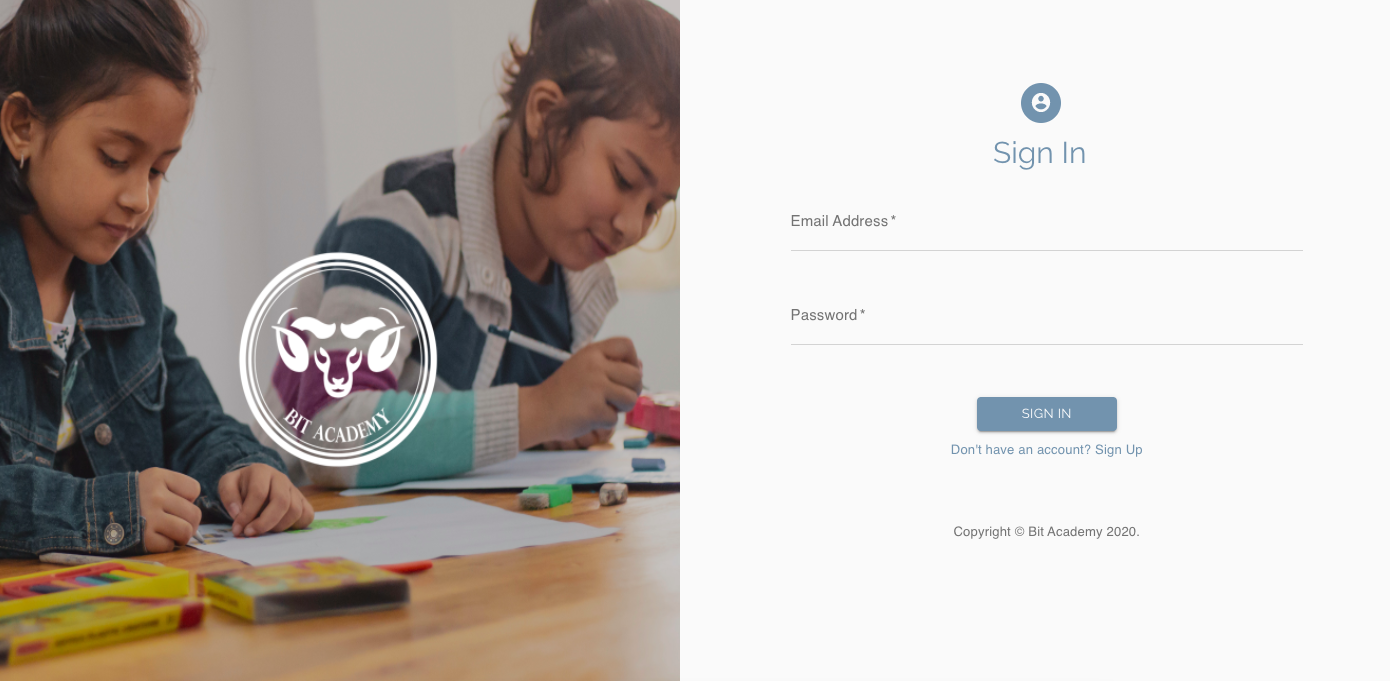 BIT ACADEMY
Sign In
Email Address *
Password *
SIGN IN
Don't have an account? Sign Up
Copyright © Bit Academy 2020.